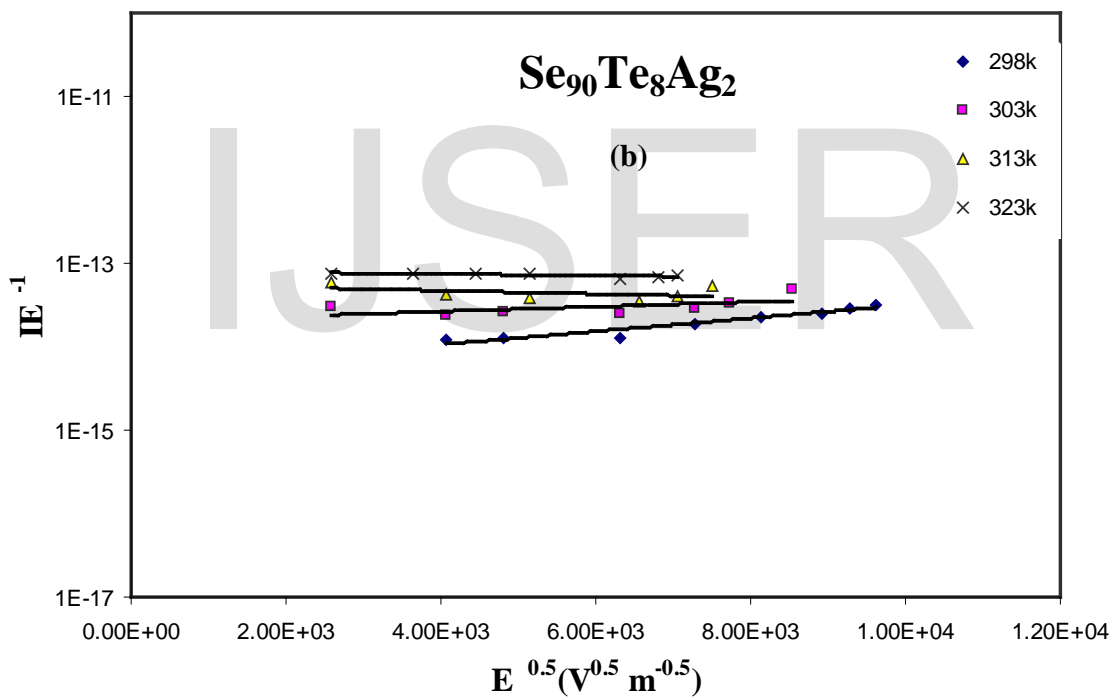 Se90Te8Ag2
(b)
298k
303k
313k
323k
IJSER
1E-11
1E-13
1E-15
1E-17
IE -1
0.00E+00 2.00E+03 4.00E+03 6.00E+03 8.00E+03 1.00E+04 1.20E+04
E 0.5(V0.5 m-0.5)